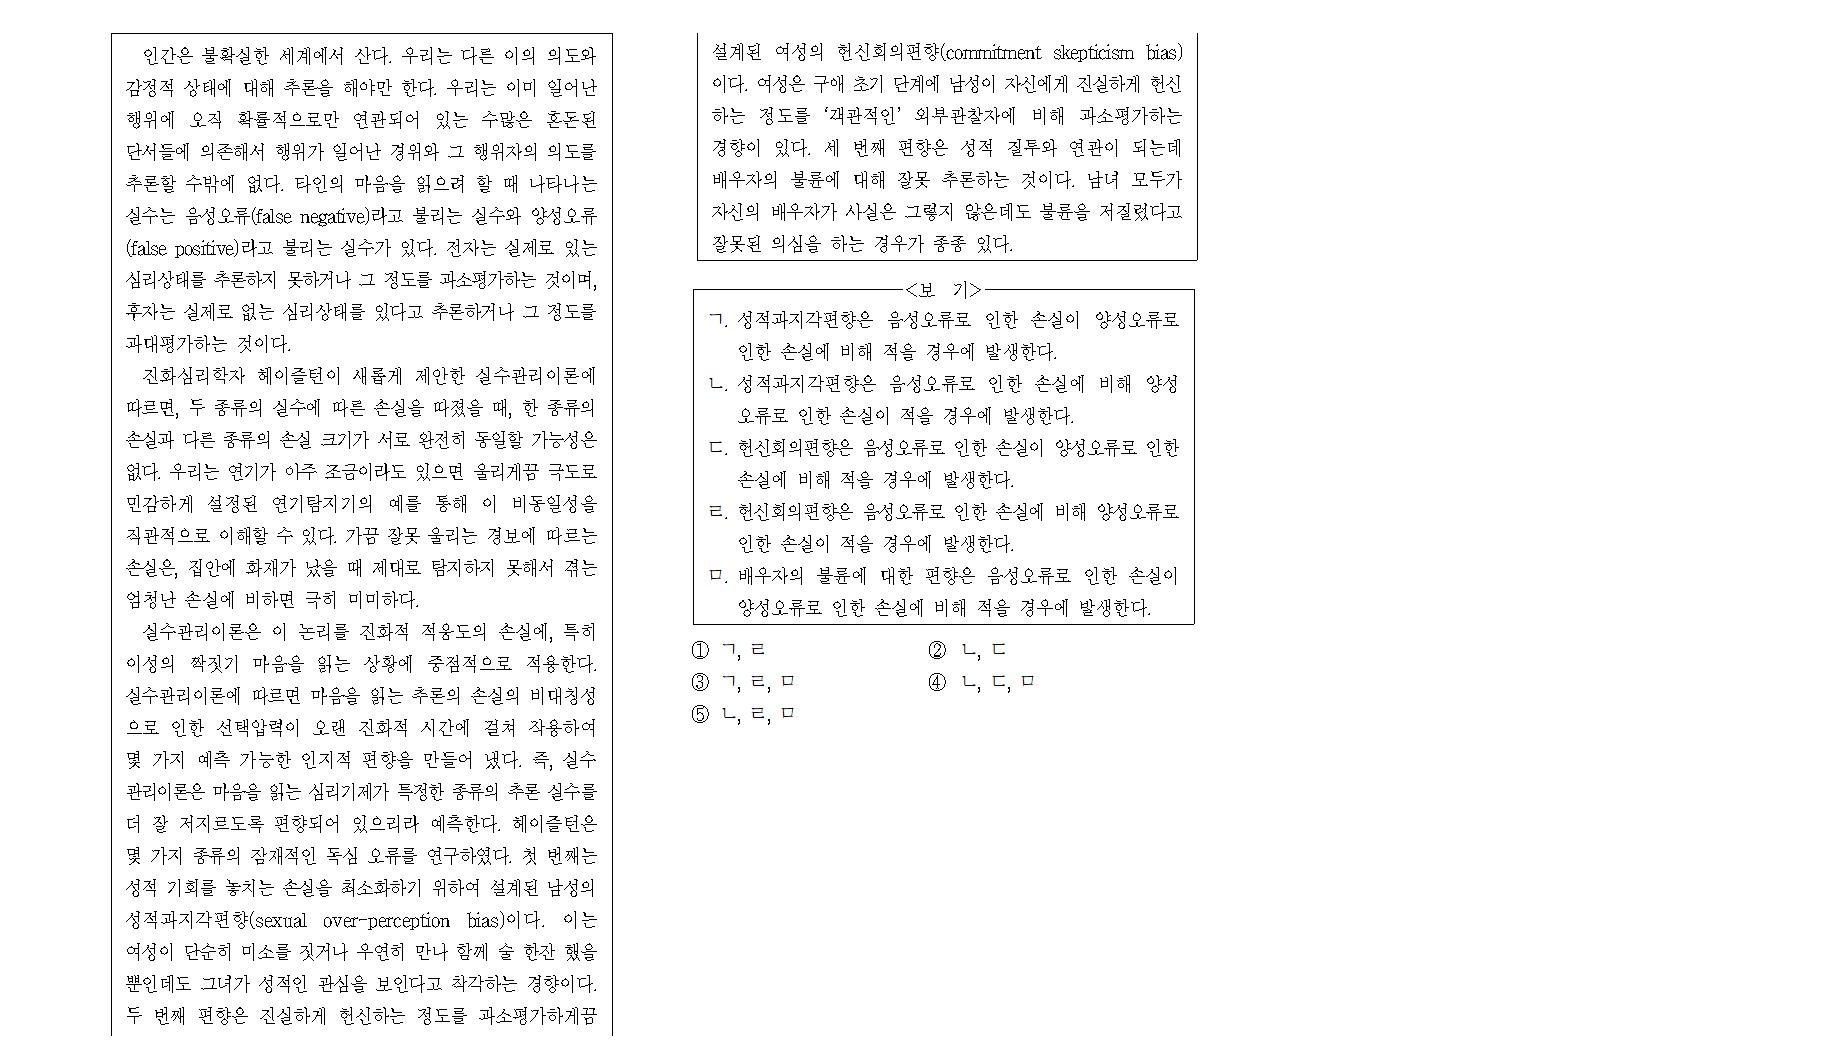 인간은 불확실한 세계에서 산다. 우리는 다른 이의 의도와
감정적 상태에 대해 추론을 해야만 한다. 우리는 이미 일어난
행위에 오직 확률적으로만 연관되어 있는 수많은 혼돈된
단서들에 의존해서 행위가 일어난 경위와 그 행위자의 의도를
추론할 수밖에 없다. 타인의 마음을 읽으려 할 때 나타나는
실수는 음성오류(false negative)라고 불리는 실수와 양성오류
(false positive)라고 불리는 실수가 있다. 전자는 실제로 있는
심리상태를 추론하지 못하거나 그 정도를 과소평가하는 것이며,
후자는 실제로 없는 심리상태를 있다고 추론하거나 그 정도를
과대평가하는 것이다.
진화심리학자 헤이즐턴이 새롭게 제안한 실수관리이론에
따르면, 두 종류의 실수에 따른 손실을 따졌을 때, 한 종류의
손실과 다른 종류의 손실 크기가 서로 완전히 동일할 가능성은
없다. 우리는 연기가 아주 조금이라도 있으면 울리게끔 극도로
민감하게 설정된 연기탐지기의 예를 통해 이 비동일성을
직관적으로 이해할 수 있다. 가끔 잘못 울리는 경보에 따르는
손실은, 집안에 화재가 났을 때 제대로 탐지하지 못해서 겪는
엄청난 손실에 비하면 극히 미미하다.
실수관리이론은 이 논리를 진화적 적응도의 손실에, 특히
이성의 짝짓기 마음을 읽는 상황에 중점적으로 적용한다.
실수관리이론에 따르면 마음을 읽는 추론의 손실의 비대칭성
으로 인한 선택압력이 오랜 진화적 시간에 걸쳐 작용하여
몇 가지 예측 가능한 인지적 편향을 만들어 냈다. 즉, 실수
관리이론은 마음을 읽는 심리기제가 특정한 종류의 추론 실수를
더 잘 저지르도록 편향되어 있으리라 예측한다. 헤이즐턴은
몇 가지 종류의 잠재적인 독심 오류를 연구하였다. 첫 번째는
성적 기회를 놓치는 손실을 최소화하기 위하여 설계된 남성의
성적과지각편향(sexual over-perception bias)이다. 이는
여성이 단순히 미소를 짓거나 우연히 만나 함께 술 한잔 했을
뿐인데도 그녀가 성적인 관심을 보인다고 착각하는 경향이다.
두 번째 편향은 진실하게 헌신하는 정도를 과소평가하게끔
설계된 여성의 헌신회의편향(commitment skepticism bias)
이다. 여성은 구애 초기 단계에 남성이 자신에게 진실하게 헌신
하는 정도를 ‘객관적인’ 외부관찰자에 비해 과소평가하는
경향이 있다. 세 번째 편향은 성적 질투와 연관이 되는데
배우자의 불륜에 대해 잘못 추론하는 것이다. 남녀 모두가
자신의 배우자가 사실은 그렇지 않은데도 불륜을 저질렀다고
잘못된 의심을 하는 경우가 종종 있다.
<보 기>
ㄱ. 성적과지각편향은 음성오류로 인한 손실이 양성오류로
인한 손실에 비해 적을 경우에 발생한다.
ㄴ. 성적과지각편향은 음성오류로 인한 손실에 비해 양성
오류로 인한 손실이 적을 경우에 발생한다.
ㄷ. 헌신회의편향은 음성오류로 인한 손실이 양성오류로 인한
손실에 비해 적을 경우에 발생한다.
ㄹ. 헌신회의편향은 음성오류로 인한 손실에 비해 양성오류로
인한 손실이 적을 경우에 발생한다.
ㅁ. 배우자의 불륜에 대한 편향은 음성오류로 인한 손실이
양성오류로 인한 손실에 비해 적을 경우에 발생한다.
① ㄱ, ㄹ ② ㄴ, ㄷ
③ ㄱ, ㄹ, ㅁ ④ ㄴ, ㄷ, ㅁ
⑤ ㄴ, ㄹ, ㅁ